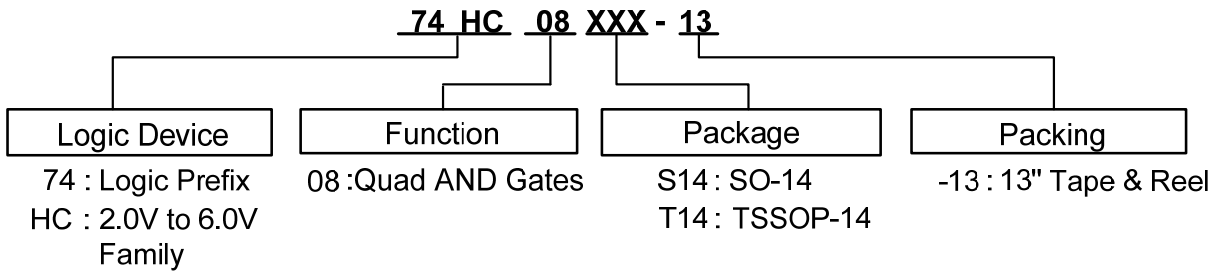 74 HC 08 XXX - 13
Logic Device
Function
Package
Packing
74 : Logic Prefix
HC : 2.0V to 6.0V
Family
08 :Quad AND Gates
S14 : SO-14
T14 : TSSOP-14
-13 : 13" Tape & Reel